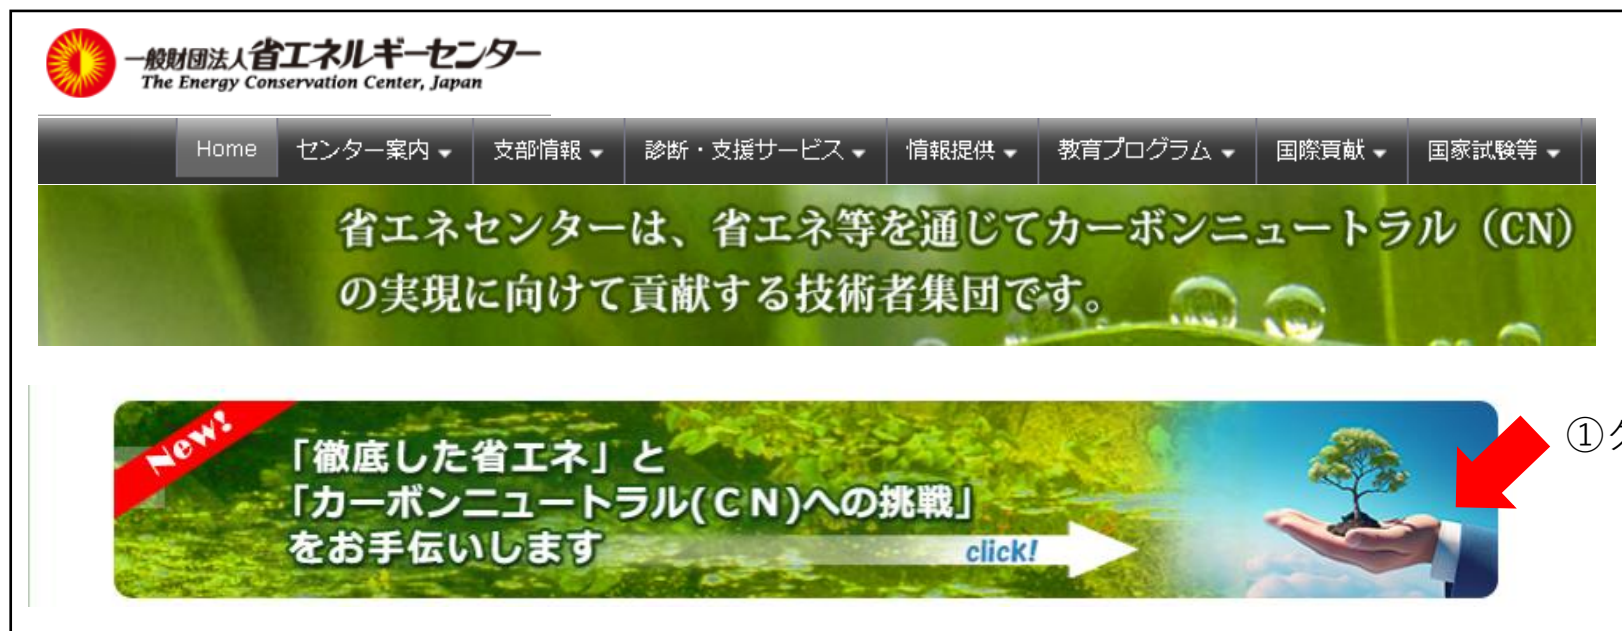 一般財団法人省エネルギーセンター
The Energy Conservation Center, Japan
Home センター案内 支部情報 診断・支援サービス 情報提供 教育プログラム 国際貢献 国家試験等
省エネセンターは、省エネ等を通じてカーボンニュートラル（CN）
の実現に向けて貢献する技術者集団です。
New!
「徹底した省エネ」と
「カーボンニュートラル(CN)への挑戦」
をお手伝いします
click!
①